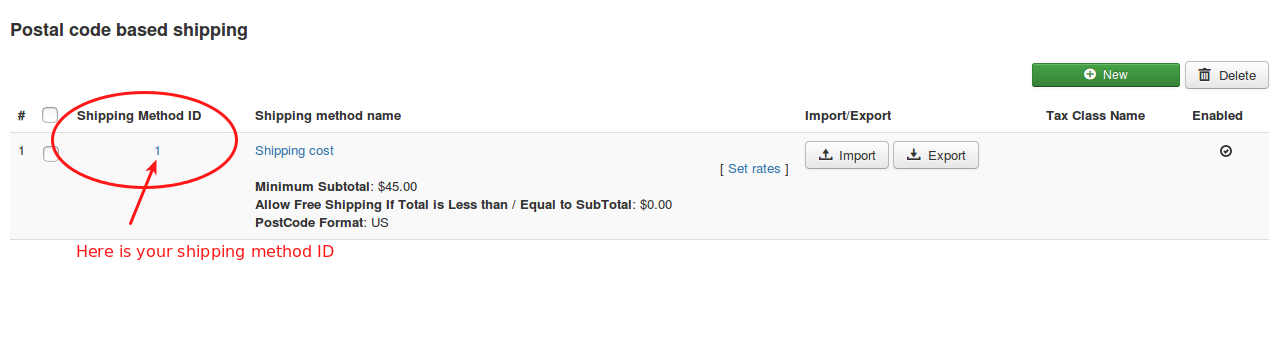 Postal code based shipping
New Delete
# Shipping Method ID Shipping method name Import/Export Tax Class Name Enabled
1 1 Shipping cost Import Export
[ Set rates ]
Minimum Subtotal: $45.00
Allow Free Shipping If Total is Less than / Equal to SubTotal: $0.00
PostCode Format: US
Here is your shipping method ID